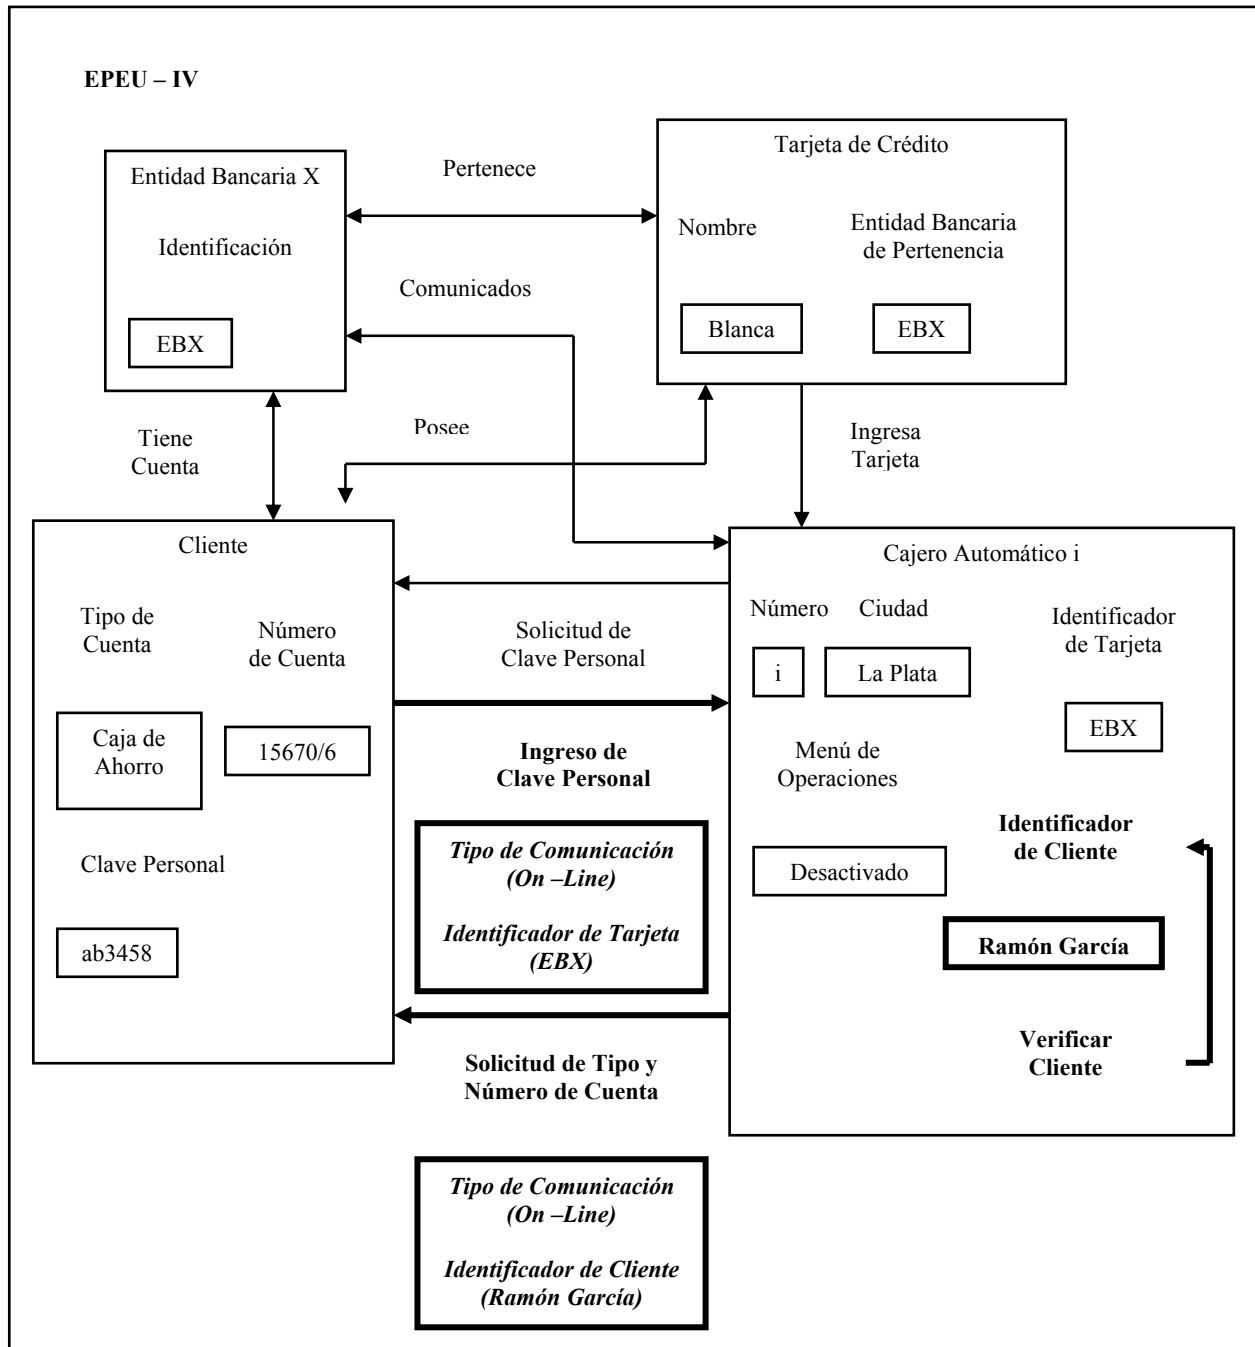 EPEU – IV
Entidad Bancaria X
Identificación
EBX
Pertenece
Tarjeta de Crédito
Nombre
Entidad Bancaria
de Pertenencia
Blanca
EBX
Comunicados
Tiene
Cuenta
Posee
Ingresa
Tarjeta
Cliente
Tipo de
Cuenta
Número
de Cuenta
Caja de
Ahorro
15670/6
Clave Personal
ab3458
Solicitud de
Clave Personal
Ingreso de
Clave Personal
Tipo de Comunicación
(On –Line)
Identificador de Tarjeta
(EBX)
Solicitud de Tipo y
Número de Cuenta
Tipo de Comunicación
(On –Line)
Identificador de Cliente
(Ramón García)
Cajero Automático i
Número
Ciudad
Identificador
de Tarjeta
i
La Plata
EBX
Menú de
Operaciones
Desactivado
Identificador
de Cliente
Ramón García
Verificar
Cliente